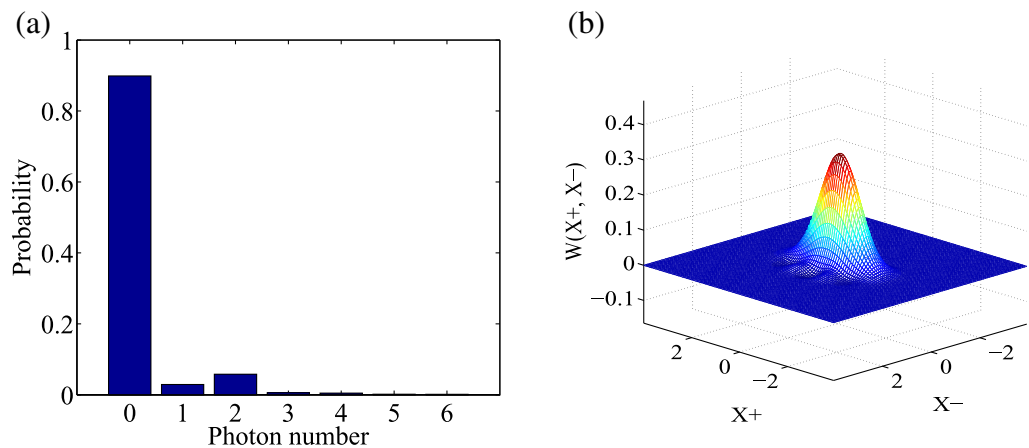 (a)
1
0.8
0.6
0.4
0.2
0
Probability
0 1 2 3 4 5 6
Photon number
(b)
0.4
0.3
0.2
0.1
0
−0.1
W(X+, X−)
2 0 −2
X+
2 0 −2
X−